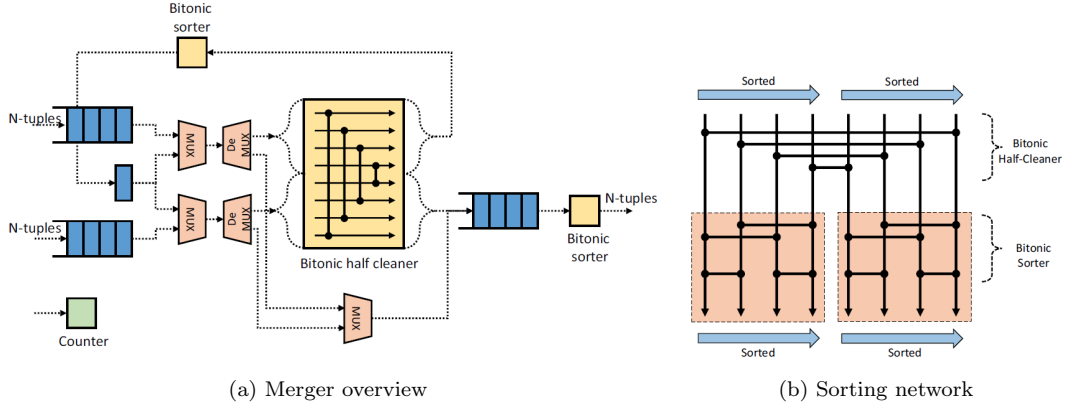 Bitonic
sorter
N-tuples
MUX
De
MUX
MUX
De
MUX
N-tuples
Bitonic half cleaner
N-tuples
Bitonic
sorter
MUX
Counter
(a) Merger overview
Sorted
Sorted
Bitonic
Half-Cleaner
Bitonic
Sorter
Sorted
Sorted
(b) Sorting network